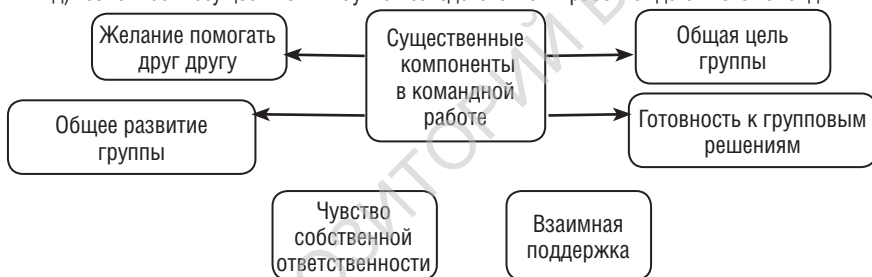 Желание помогать
друг другу
Существенные
компоненты
в командной
работе
Общая цель
группы
Общее развитие
группы
Готовность к групповым
решениям
Чувство
собственной
ответственности
Взаимная
поддержка